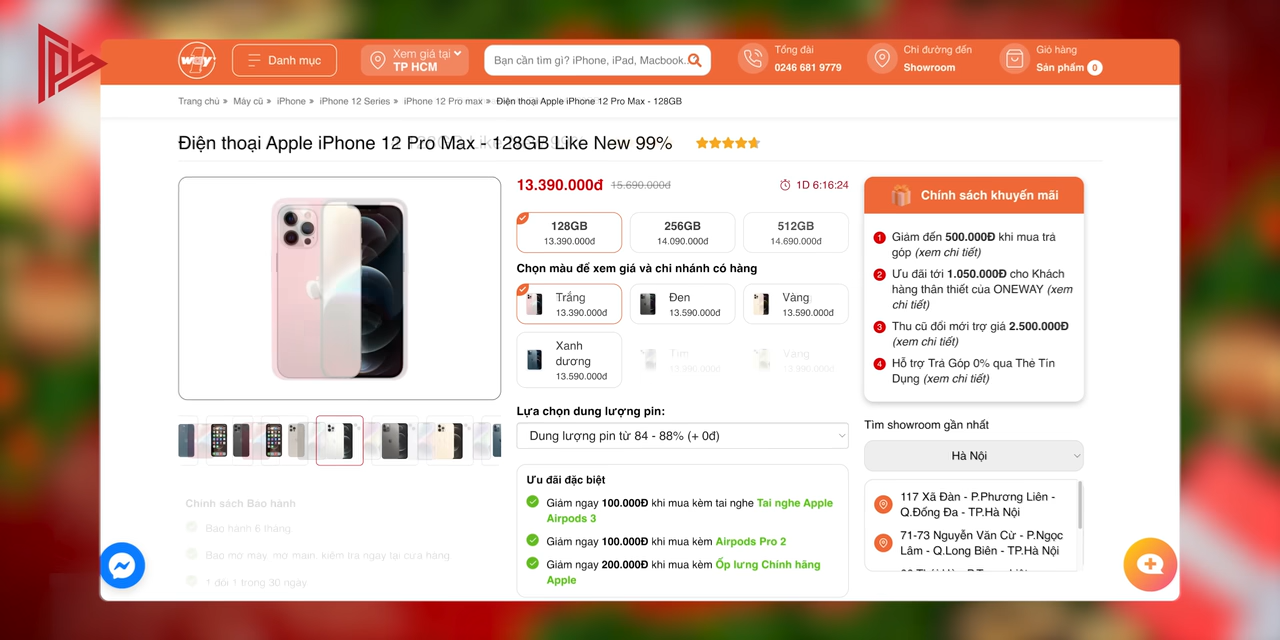 way
Danh mục
Xem giá tại
TP HCM
Bạn cần tìm gì? iPhone, iPad, Macbook..
Tổng đài
0246 681 9779
Chỉ đường đến
Showroom
Giỏ hàng
Sản phẩm 0
Trang chủ » Máy cũ » iPhone » iPhone 12 Series » iPhone 12 Pro max » Điện thoại Apple iPhone 12 Pro Max - 128GB
Điện thoại Apple iPhone 12 Pro Max - 128GB Like New 99%
13.390.000đ 15.690.000đ
1D 6:16:24
128GB
13.390.000đ
256GB
14.090.000đ
512GB
14.690.000đ
Chọn màu để xem giá và chi nhánh có hàng
Trắng
13.390.000đ
Đen
13.590.000đ
Vàng
13.590.000đ
Xanh
dương
13.590.000đ
Tím
13.390.000đ
Vàng
13.990.000đ
Lựa chọn dung lượng pin:
Dung lượng pin từ 84 - 88% (+ 0đ)
Ưu đãi đặc biệt
Giảm ngay 100.000Đ khi mua kèm tai nghe Tai nghe Apple
Airpods 3
Giảm ngay 100.000Đ khi mua kèm Airpods Pro 2
Giảm ngay 200.000Đ khi mua kèm Ốp lưng Chính hãng
Apple
Chính sách Bảo hành
Bảo hành 6 tháng
Bao mở máy, mở main, kiểm tra ngay tại cửa hàng.
1 đổi 1 trong 30 ngày
Chính sách khuyến mãi
1 Giảm đến 500.000Đ khi mua trả
góp (xem chi tiết)
2 Ưu đãi tới 1.050.000Đ cho Khách
hàng thân thiết của ONEWAY (xem
chi tiết)
3 Thu cũ đổi mới trợ giá 2.500.000Đ
(xem chi tiết)
4 Hỗ trợ Trả Góp 0% qua Thẻ Tín
Dụng (xem chi tiết)
Tìm showroom gần nhất
Hà Nội
117 Xã Đàn - P.Phương Liên -
Q.Đống Đa - TP.Hà Nội
71-73 Nguyễn Văn Cừ - P.Ngọc
Lâm - Q.Long Biên - TP.Hà Nội